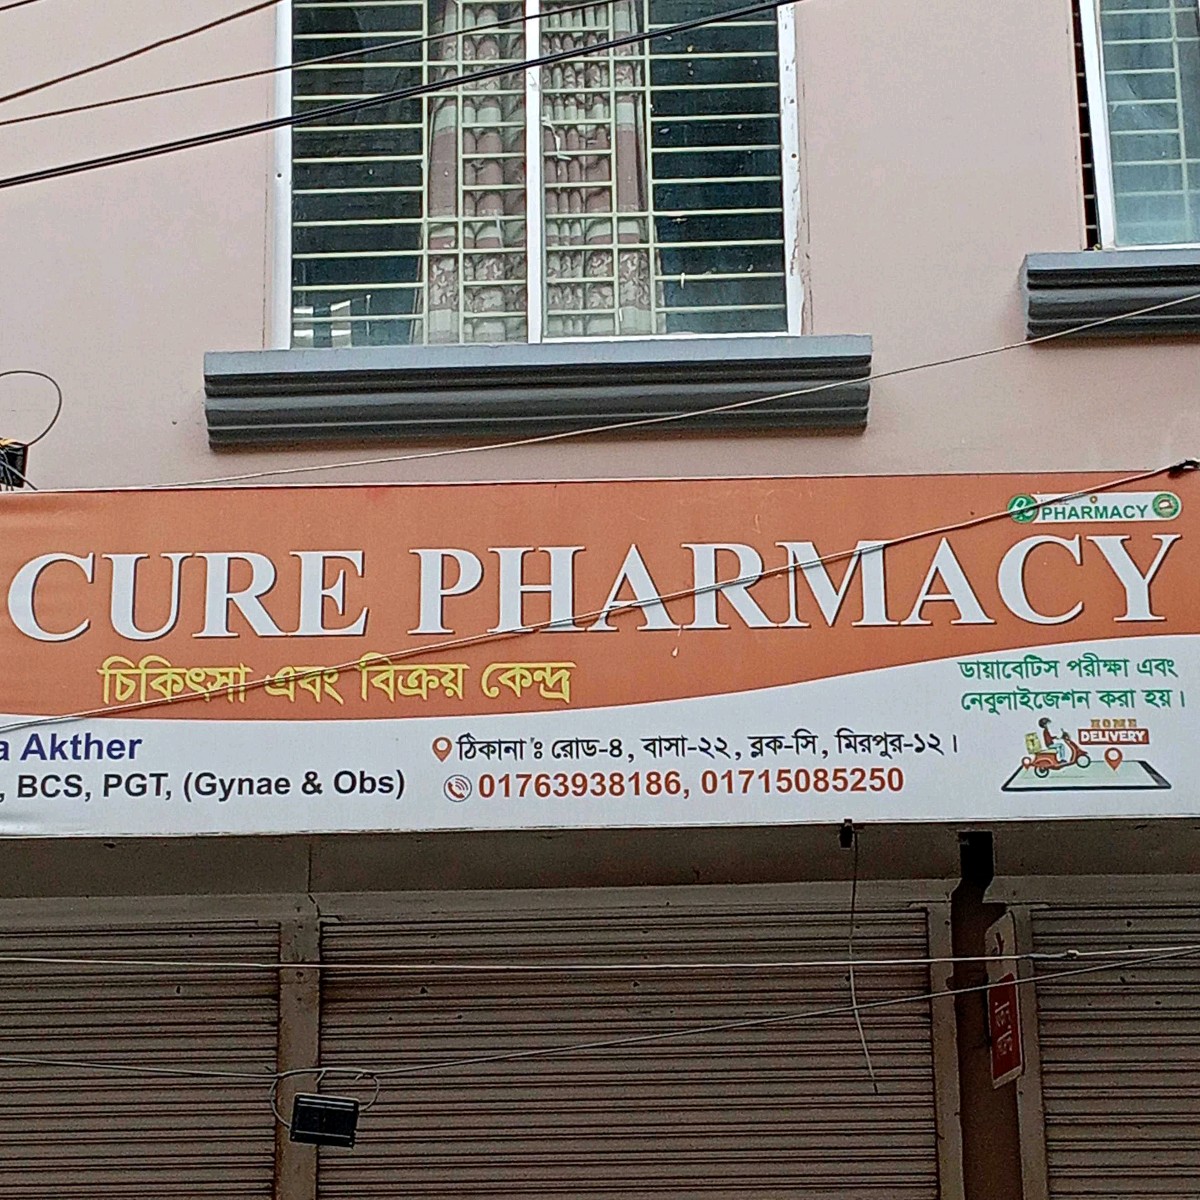 PHARMACY
CURE PHARMACY
চিকিৎসা এবং বিক্রয় কেন্দ্র
ডায়াবেটিস পরীক্ষা এবং
নেবুলাইজেশন করা হয়।
Akther
, BCS, PGT, (Gynae & Obs)
ঠিকানা ঃ রোড-৪, বাসা-২২, ব্লক-সি, মিরপুর-১২।
01763938186, 01715085250
HOME
DELIVERY